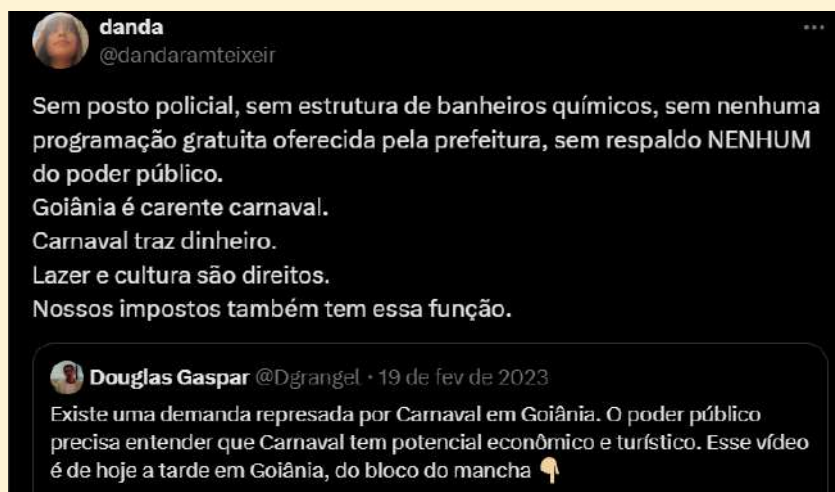 danda
@dandaramteixeir
Sem posto policial, sem estrutura de banheiros químicos, sem nenhuma
programação gratuita oferecida pela prefeitura, sem respaldo NENHUM
do poder público.
Goiânia é carente carnaval.
Carnaval traz dinheiro.
Lazer e cultura são direitos.
Nossos impostos também tem essa função.
Douglas Gaspar @Dgrangel · 19 de fev de 2023
Existe uma demanda represada por Carnaval em Goiânia. O poder público
precisa entender que Carnaval tem potencial econômico e turístico. Esse vídeo
é de hoje a tarde em Goiânia, do bloco do mancha 👇